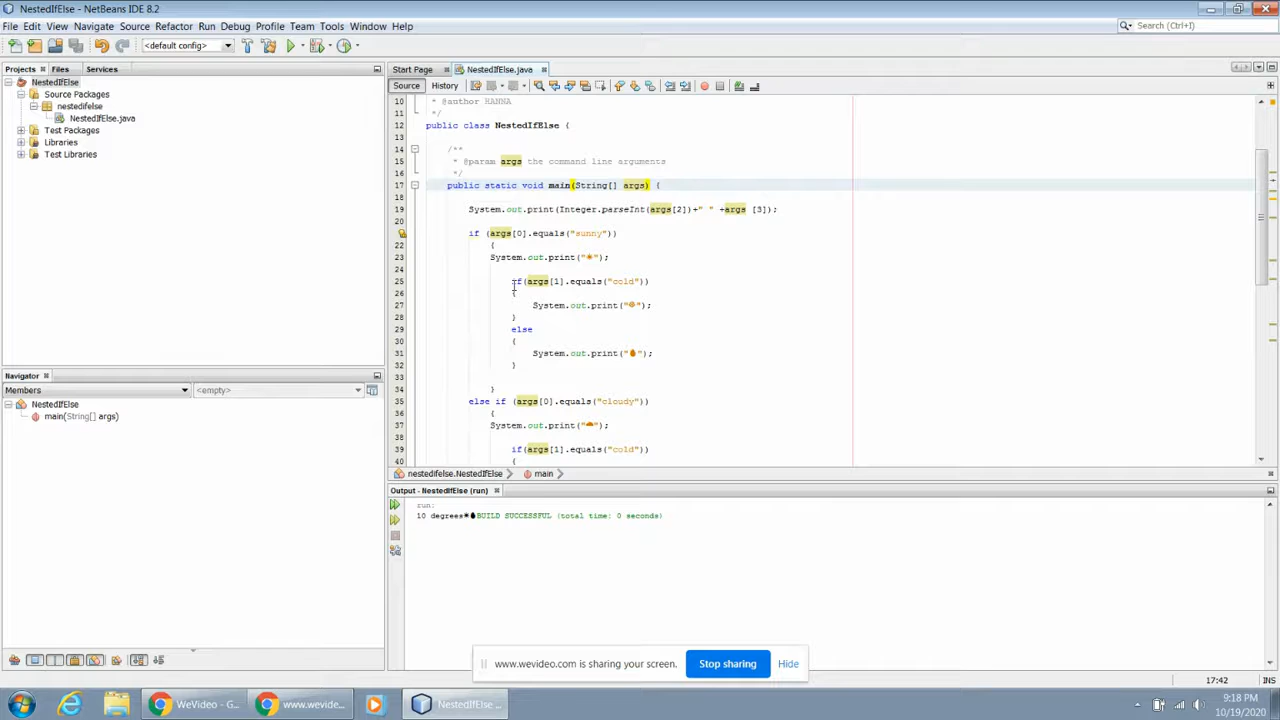 NestedIfElse - NetBeans IDE 8.2
File Edit View Navigate Source Refactor Run Debug Profile Team Tools Window Help
Search (Ctrl+I)
<default config>
Projects Files Services
Start Page NestedIfElse.java
Source History
NestedIfElse
Source Packages
nestedifelse
NestedIfElse.java
Test Packages
Libraries
Test Libraries
10 * @author HANNA
11 */
12 public class NestedIfElse {
13
14 /**
15 * @param args the command line arguments
16 */
17 public static void main(String[] args) {
18
19 System.out.print(Integer.parseInt(args[2])+" " +args [3]);
20
if (args[0].equals("sunny"))
22 {
23 System.out.print("☀");
24
25 if(args[1].equals("cold"))
26 {
27 System.out.print("");
28 }
29 else
30 {
31 System.out.print("");
32 }
33
34 }
35 else if (args[0].equals("cloudy"))
36 {
37 System.out.print("☁");
38
39 if(args[1].equals("cold"))
40 {
nestedifelse.NestedIfElse main
Navigator
Members <empty>
NestedIfElse
main(String[] args)
Output - NestedIfElse (run)
run:
10 degrees☀BUILD SUCCESSFUL (total time: 0 seconds)
www.wevideo.com is sharing your screen. Stop sharing Hide
17:42 INS
WeVideo - G... www.wevide... NestedIfElse ...
9:18 PM
10/19/2020